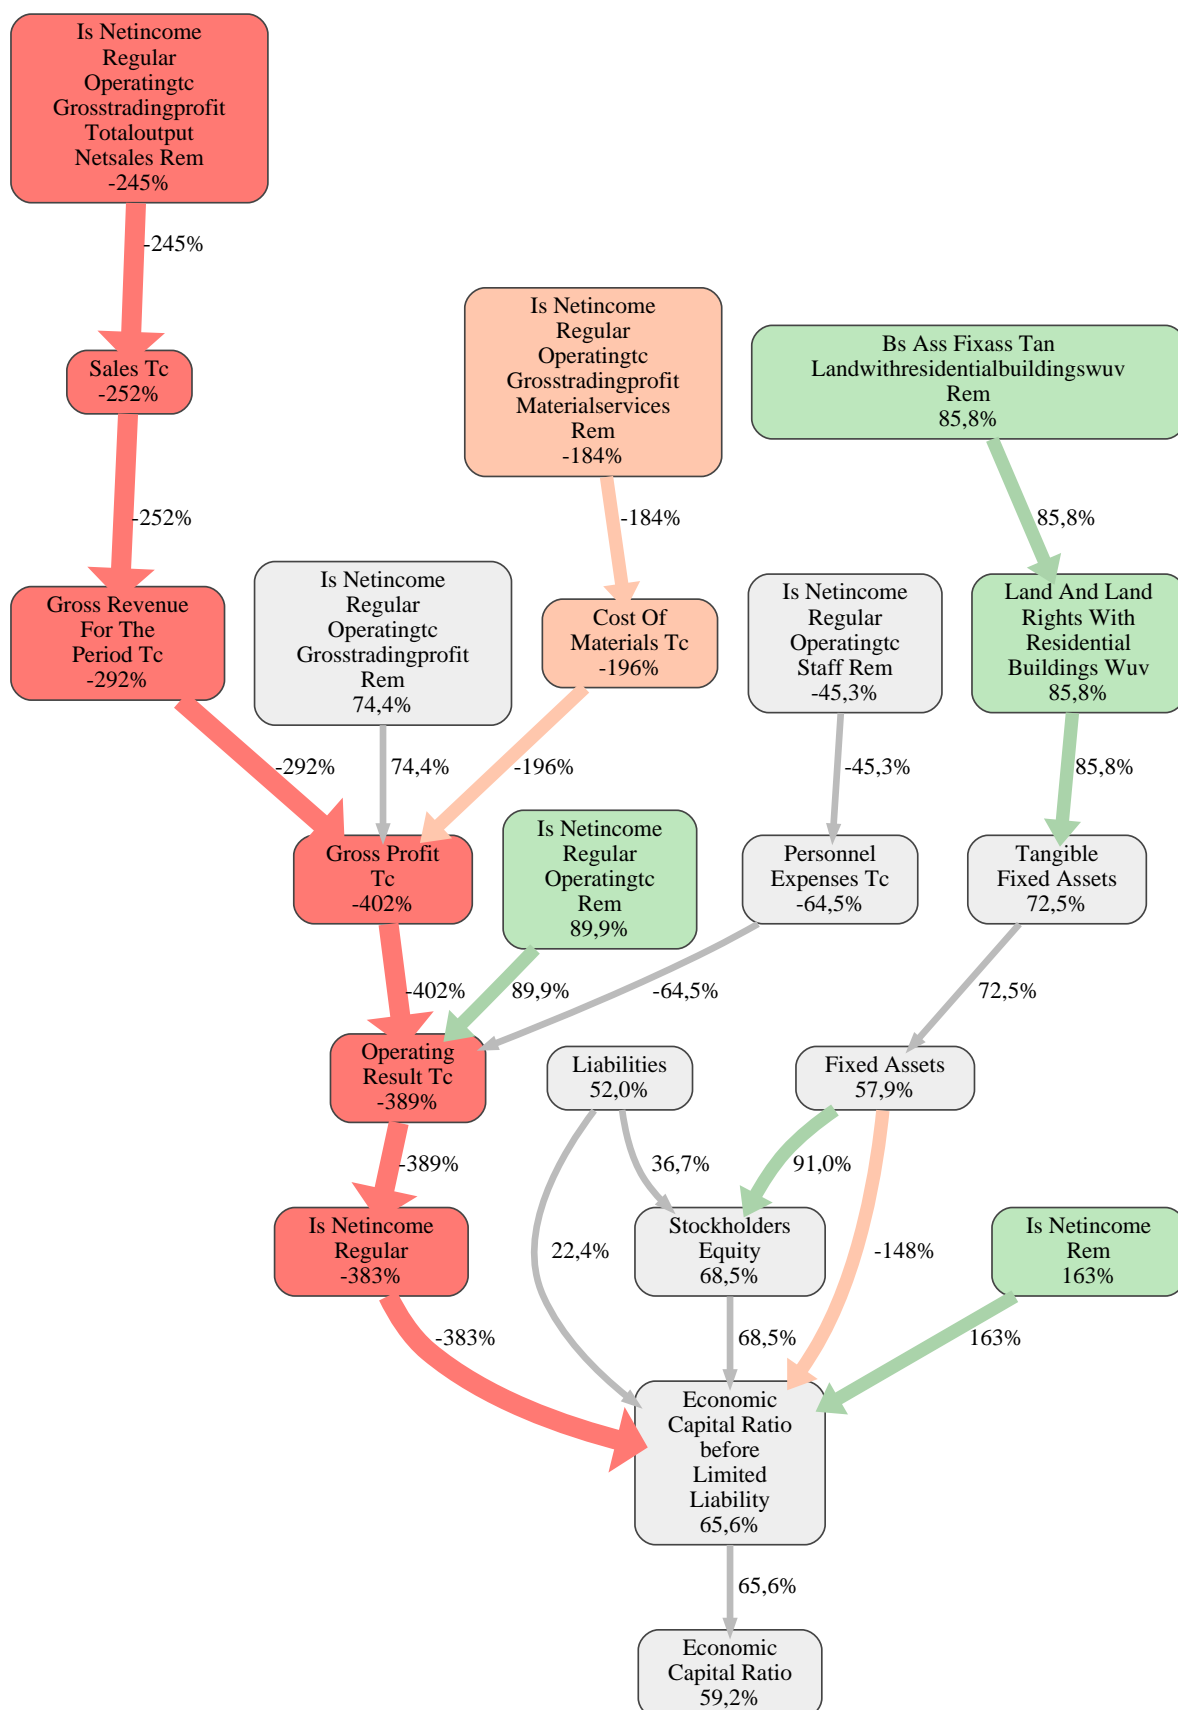 Is Netincome
Regular
Operatingtc
Grosstradingprofit
Totaloutput
Netsales Rem
-245%
-245%
Is Netincome
Regular
Operatingtc
Grosstradingprofit
Materialservices
Rem
-184%
Bs Ass Fixass Tan
Landwithresidentialbuildingswuv
Rem
85,8%
Sales Tc
-252%
-252%
-184%
85,8%
Gross Revenue
For The
Period Tc
-292%
Is Netincome
Regular
Operatingtc
Grosstradingprofit
Rem
74,4%
Cost Of
Materials Tc
-196%
Is Netincome
Regular
Operatingtc
Staff Rem
-45,3%
Land And Land
Rights With
Residential
Buildings Wuv
85,8%
-292%
74,4%
-196%
-45,3%
85,8%
Gross Profit
Tc
-402%
Is Netincome
Regular
Operatingtc
Rem
89,9%
Personnel
Expenses Tc
-64,5%
Tangible
Fixed Assets
72,5%
-402%
89,9%
-64,5%
72,5%
Operating
Result Tc
-389%
Liabilities
52,0%
Fixed Assets
57,9%
-389%
36,7%
91,0%
Is Netincome
Regular
-383%
22,4%
Stockholders
Equity
68,5%
-148%
Is Netincome
Rem
163%
-383%
68,5%
163%
Economic
Capital Ratio
before
Limited
Liability
65,6%
65,6%
Economic
Capital Ratio
59,2%